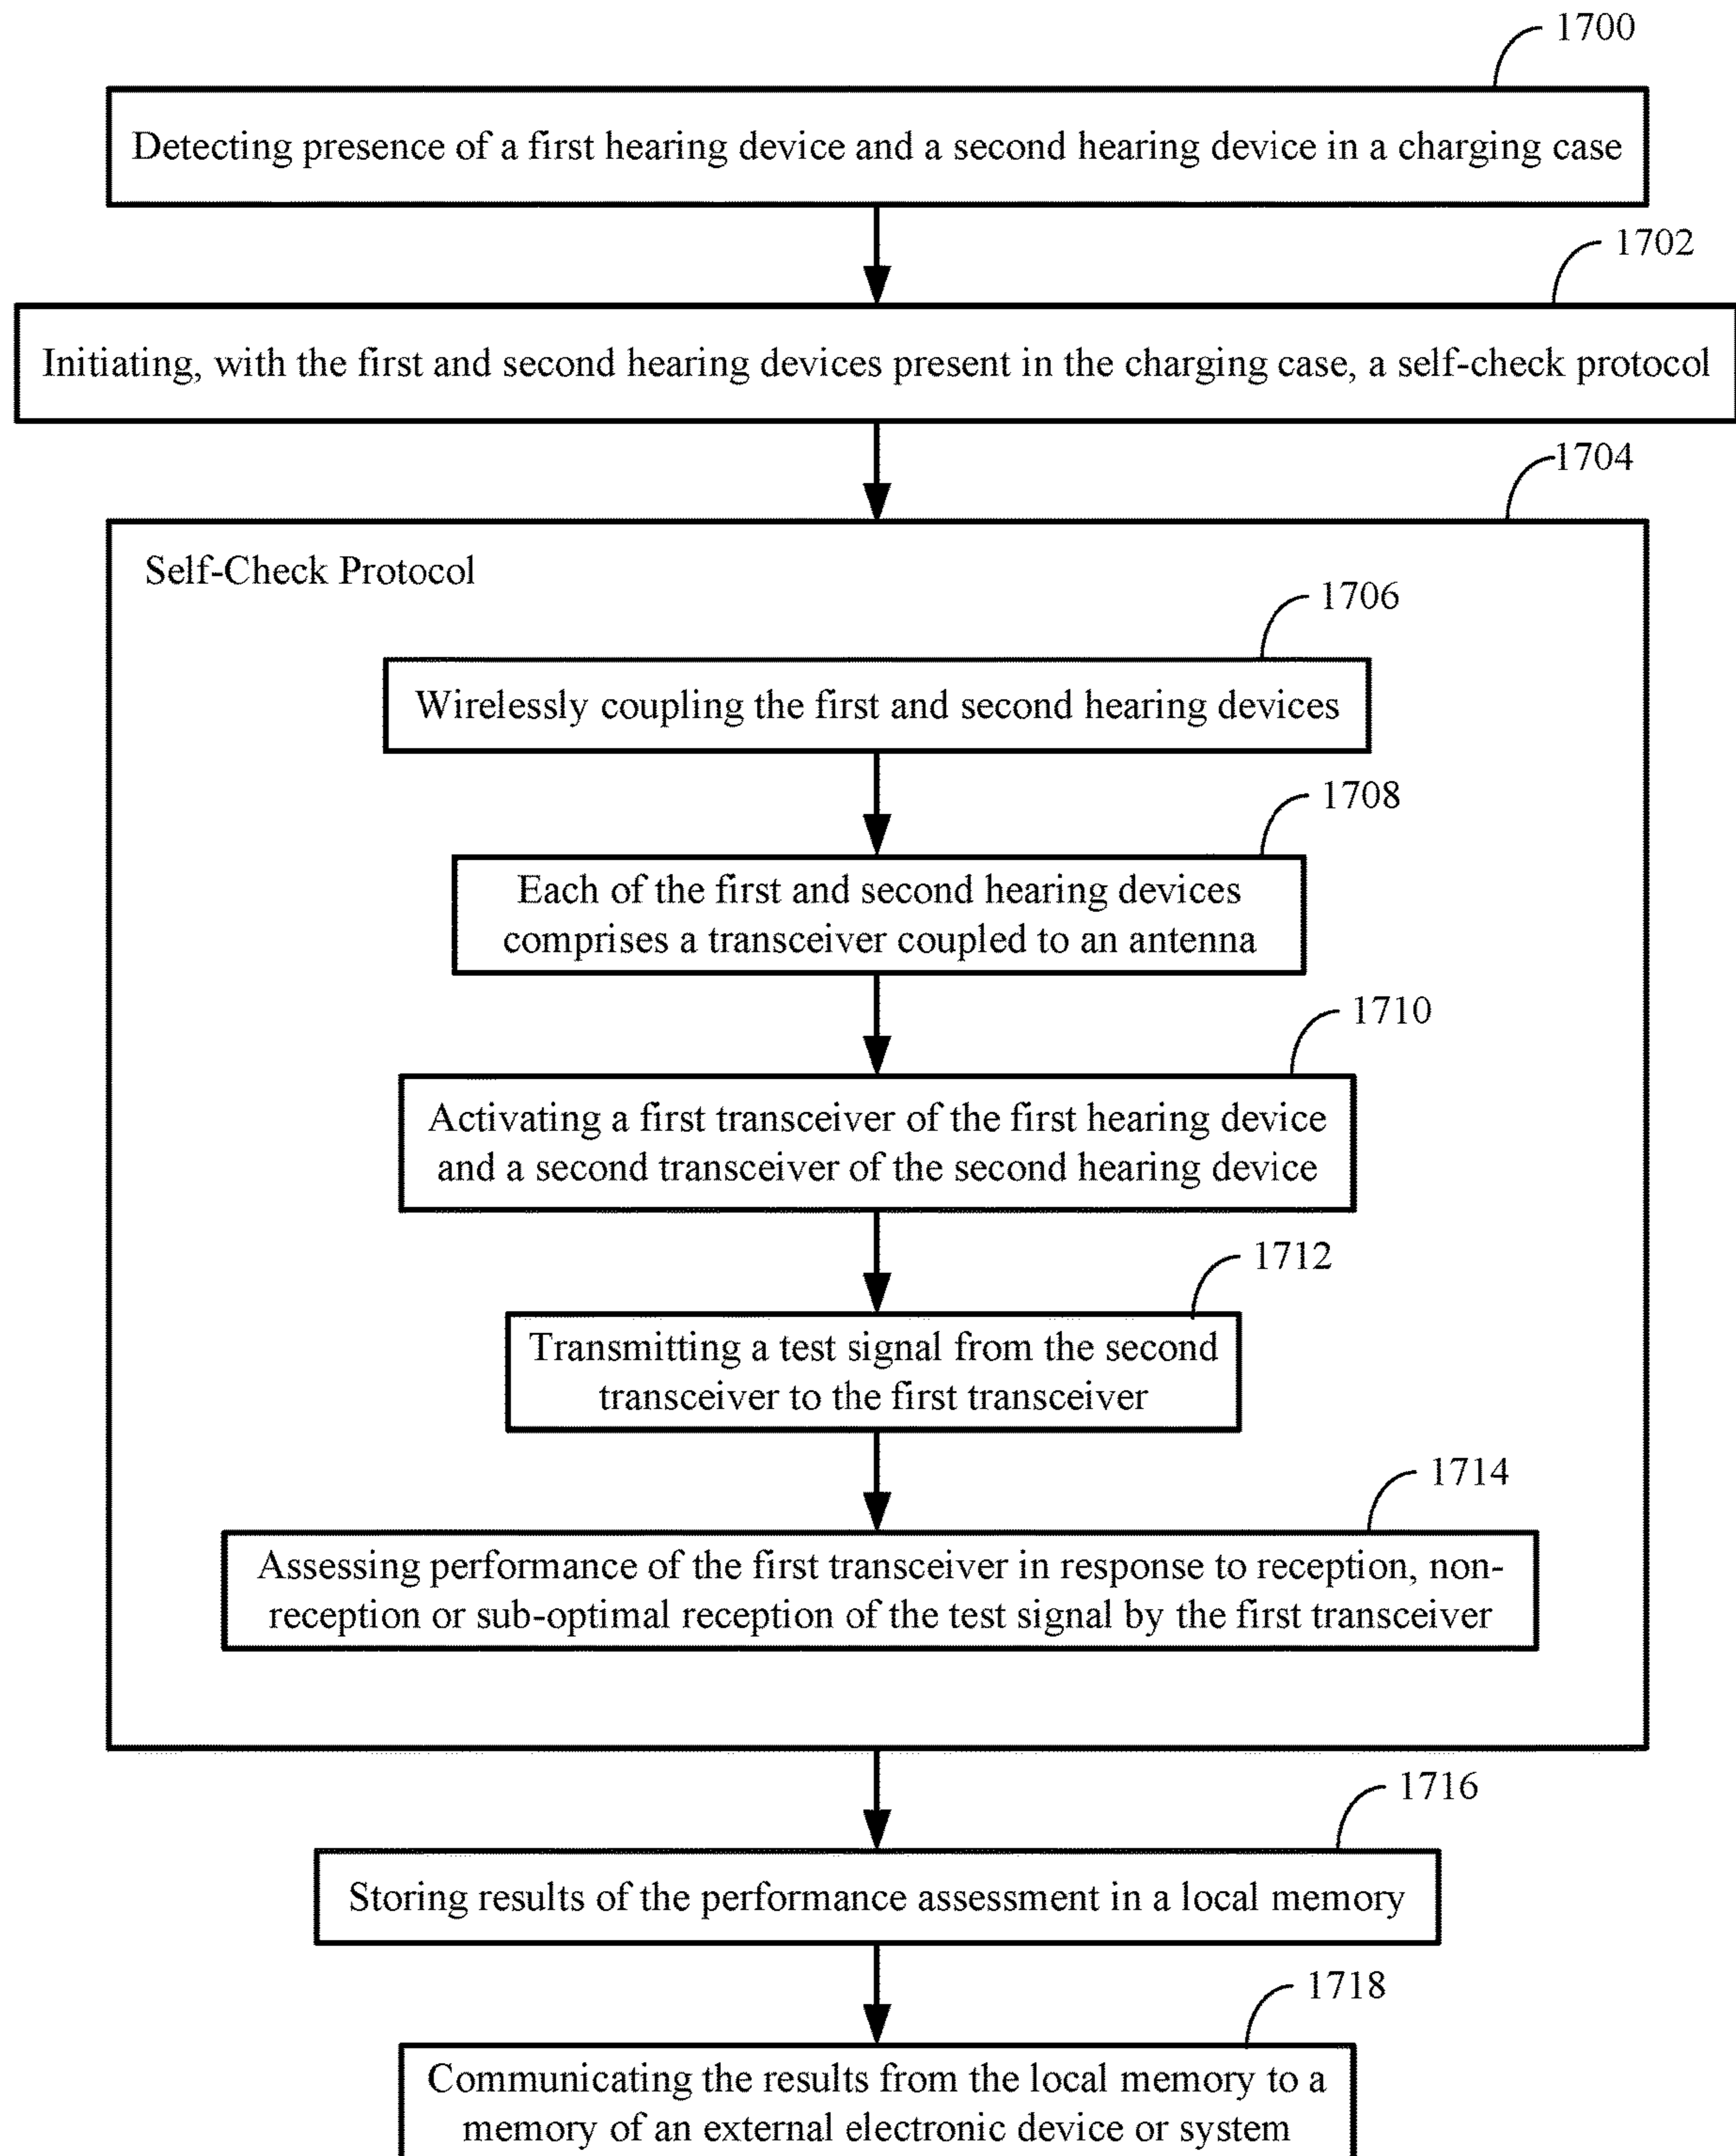 1700
Detecting presence of a first hearing device and a second hearing device in a charging case
1702
Initiating, with the first and second hearing devices present in the charging case, a self-check protocol
1704
Self-Check Protocol
1706
Wirelessly coupling the first and second hearing devices
1708
Each of the first and second hearing devices
comprises a transceiver coupled to an antenna
1710
Activating a first transceiver of the first hearing device
and a second transceiver of the second hearing device
1712
Transmitting a test signal from the second
transceiver to the first transceiver
1714
Assessing performance of the first transceiver in response to reception, non-
reception or sub-optimal reception of the test signal by the first transceiver
1716
Storing results of the performance assessment in a local memory
1718
Communicating the results from the local memory to a
memory of an external electronic device or system